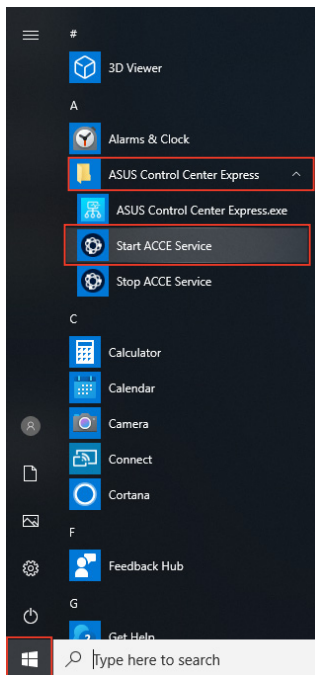 #
3D Viewer
A
Alarms & Clock
ASUS Control Center Express
ASUS Control Center Express.exe
Start ACCE Service
Stop ACCE Service
C
Calculator
Calendar
Camera
Connect
Cortana
F
Feedback Hub
G
Get Help
Type here to search